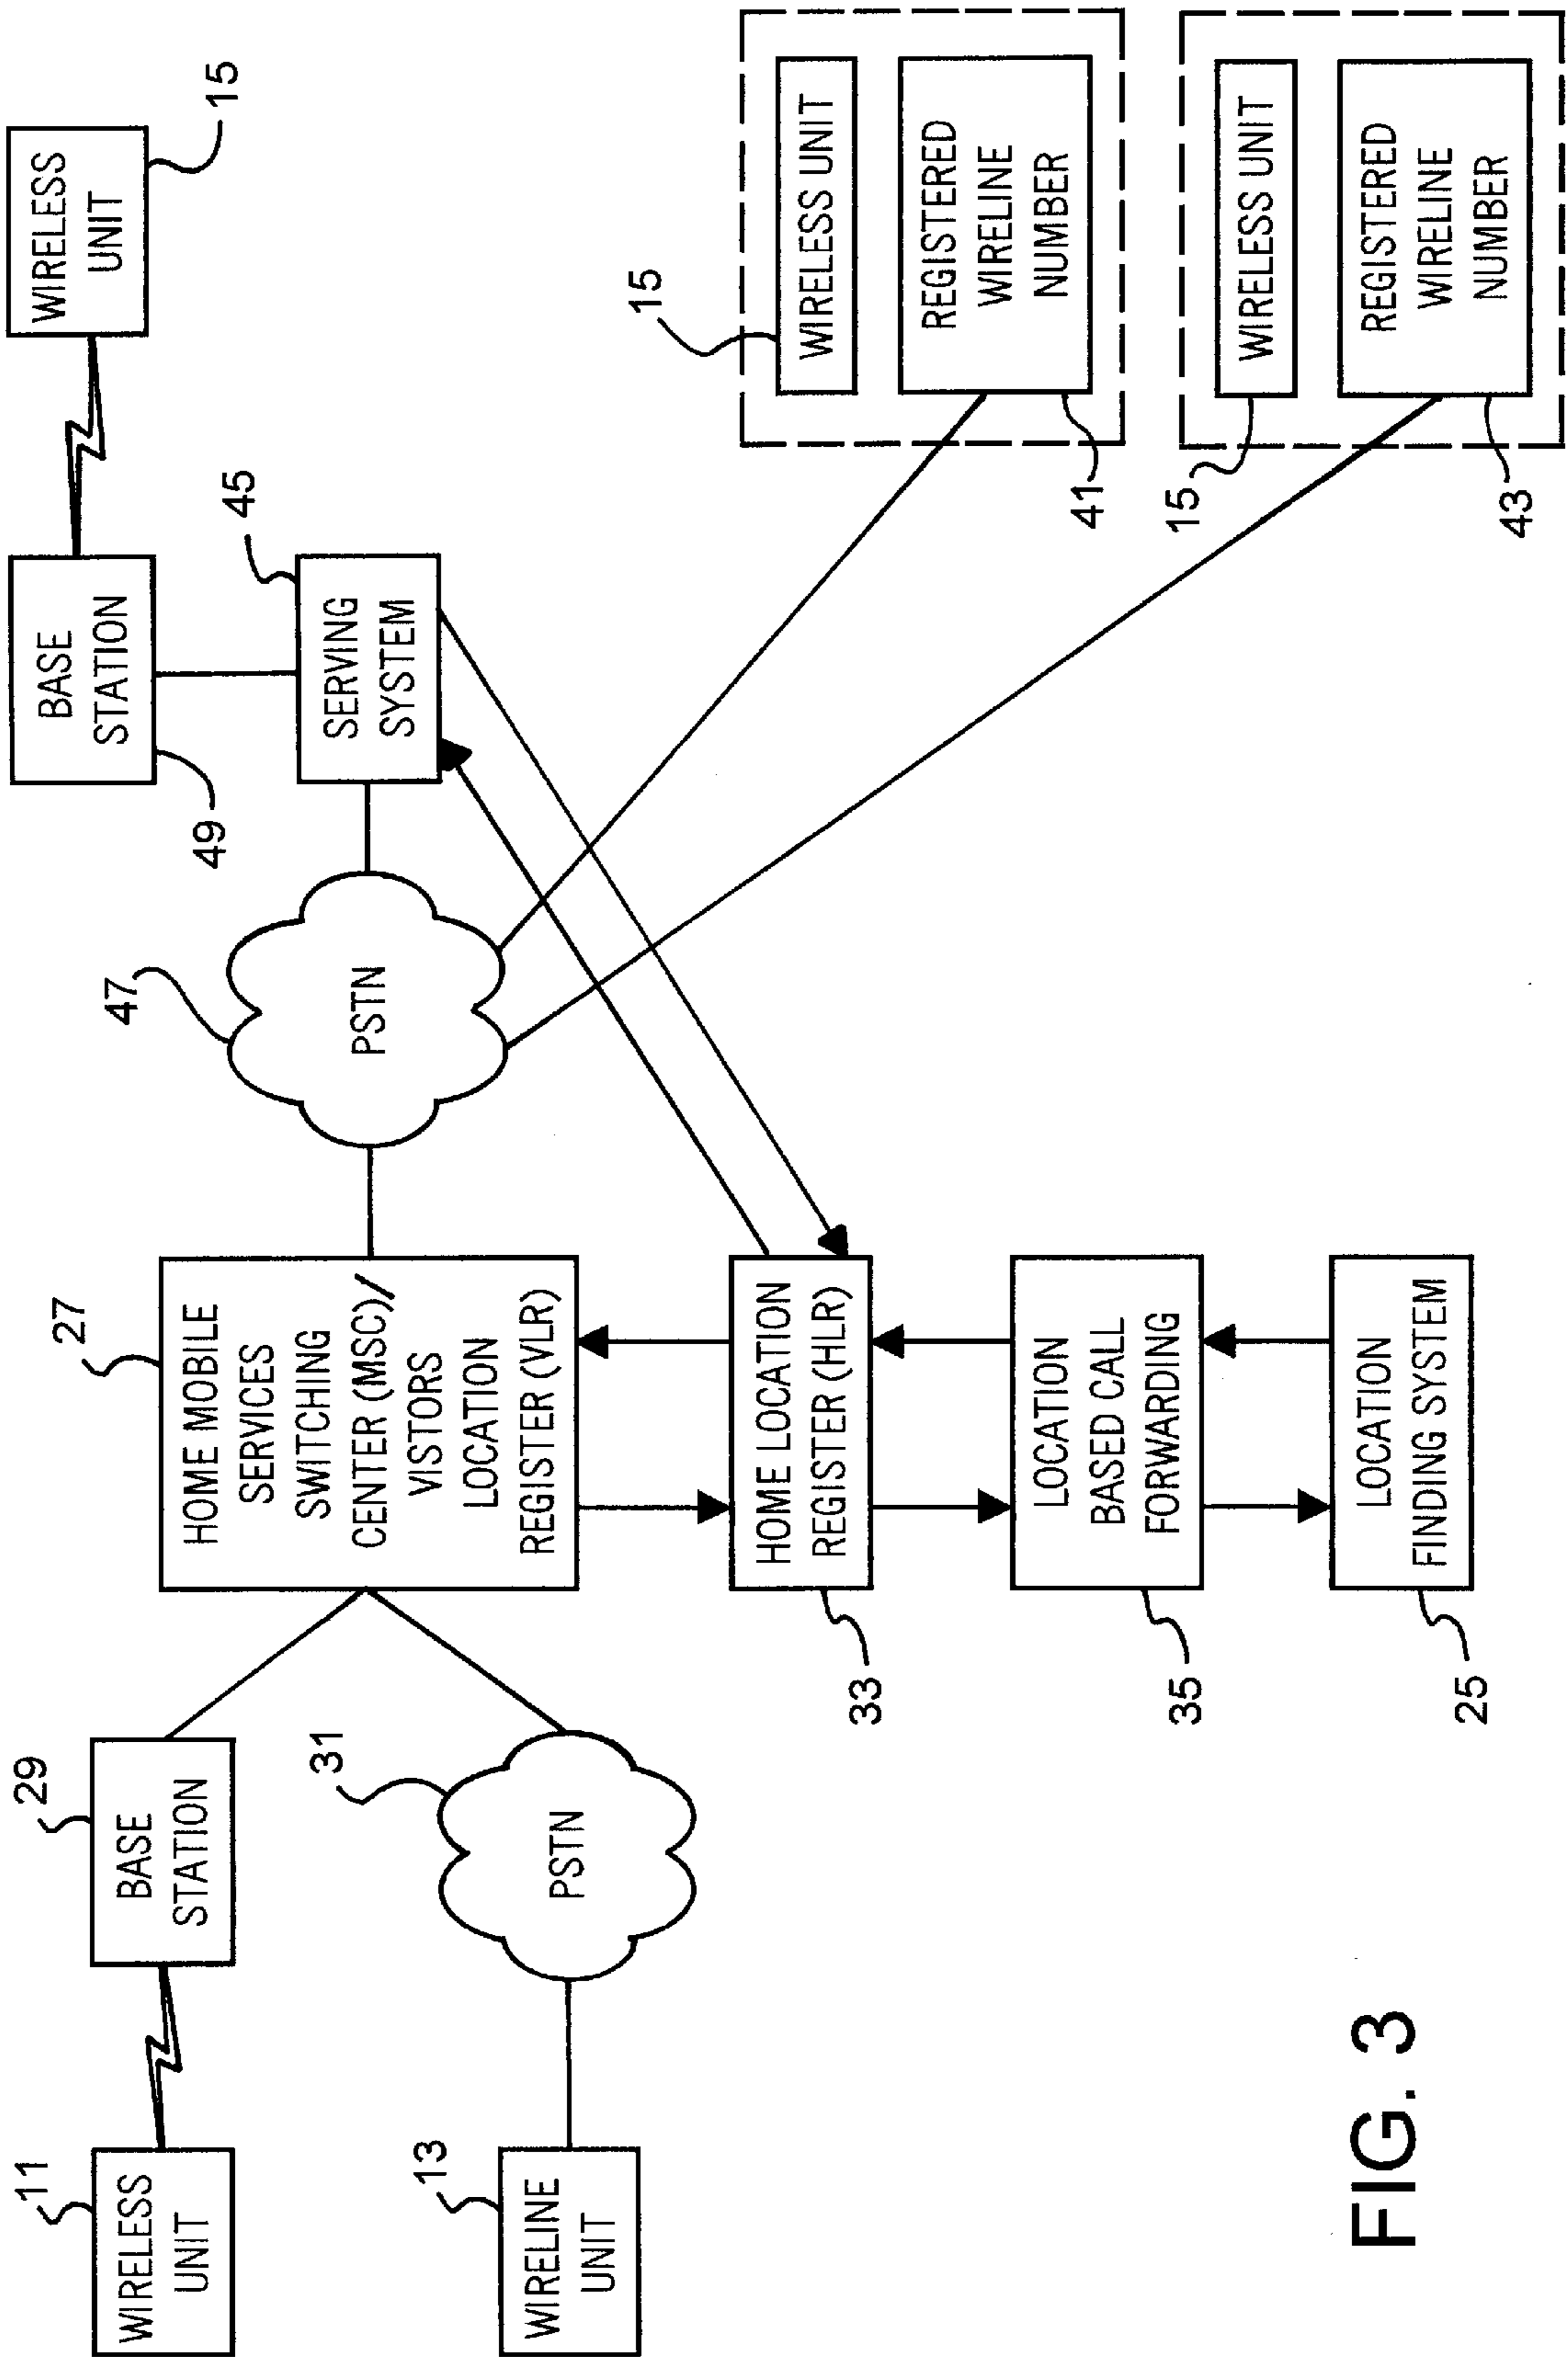 WIRELESS
UNIT
11
BASE
STATION
29
WIRELINE
UNIT
13
PSTN
31
HOME MOBILE
SERVICES
SWITCHING
CENTER (MSC)/
VISTORS
LOCATION
REGISTER (VLR)
27
HOME LOCATION
REGISTER (HLR)
33
LOCATION
BASED CALL
FORWARDING
35
LOCATION
FINDING SYSTEM
25
PSTN
47
BASE
STATION
49
SERVING
SYSTEM
45
WIRELESS
UNIT
15
15
WIRELESS UNIT
REGISTERED
WIRELINE
NUMBER
41
15
WIRELESS UNIT
REGISTERED
WIRELINE
NUMBER
43
FIG. 3